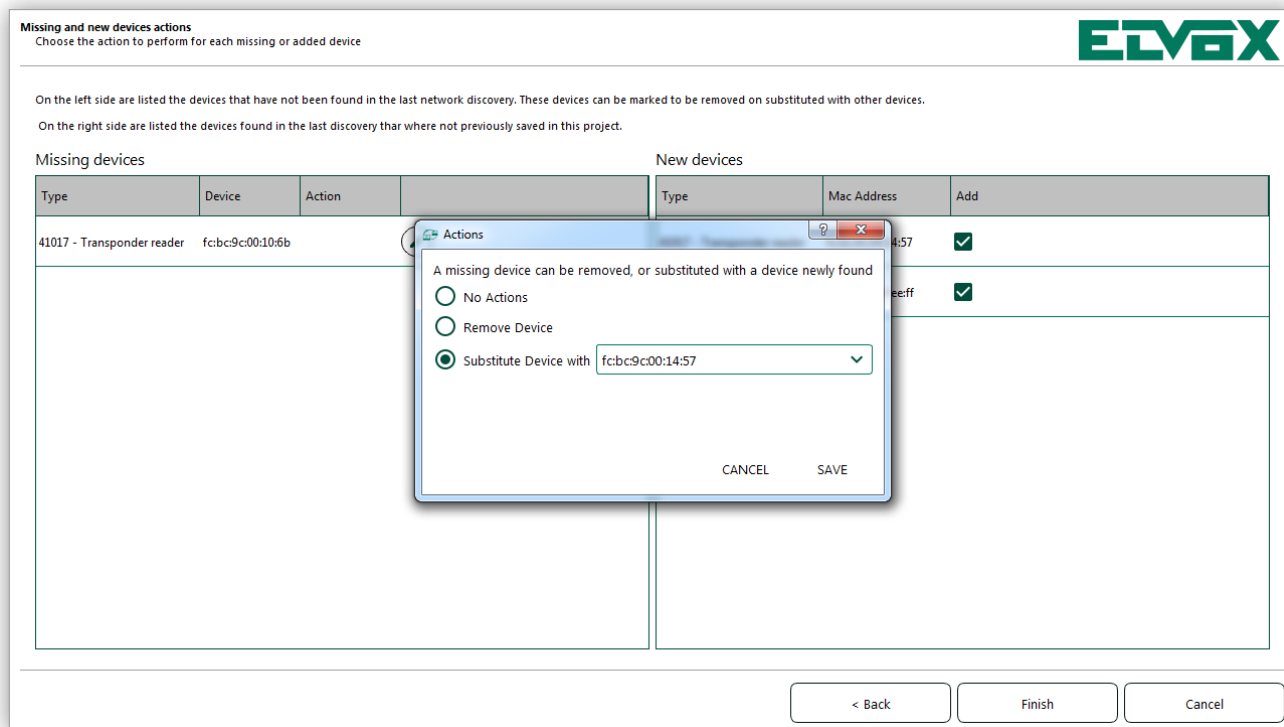 Missing and new devices actions
Choose the action to perform for each missing or added device
ELVOX
On the left side are listed the devices that have not been found in the last network discovery. These devices can be marked to be removed on substituted with other devices.
On the right side are listed the devices found in the last discovery thar where not previously saved in this project.
Missing devices
New devices
Type Device Action
Type Mac Address Add
41017 - Transponder reader fc:bc:9c:00:10:6b
4:57
ee:ff
Actions
?
A missing device can be removed, or substituted with a device newly found
No Actions
Remove Device
Substitute Device with fc:bc:9c:00:14:57
CANCEL SAVE
< Back Finish Cancel